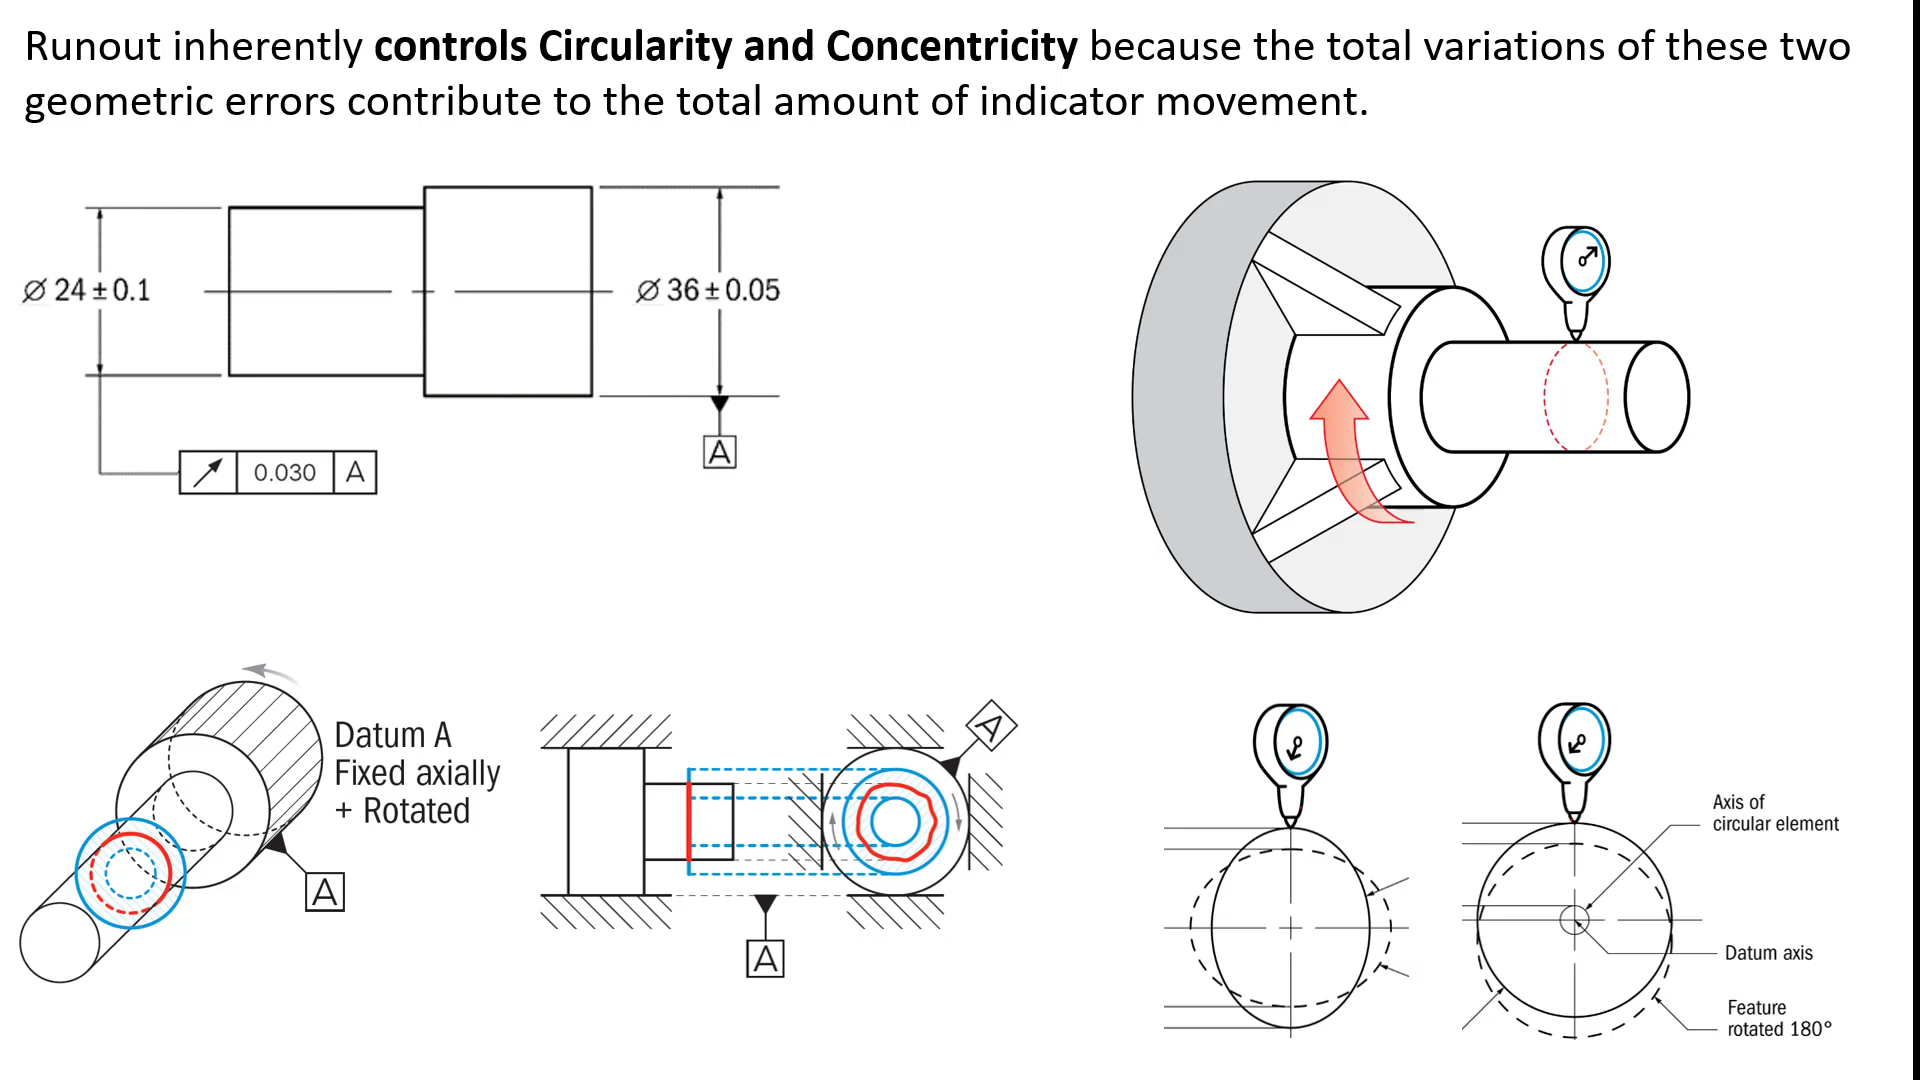 Runout inherently controls Circularity and Concentricity because the total variations of these two
geometric errors contribute to the total amount of indicator movement.
⌀ 24 ± 0.1
⌀ 36 ± 0.05
A
↗ 0.030 A
Datum A
Fixed axially
+ Rotated
A
A
A
Axis of
circular element
Datum axis
Feature
rotated 180°